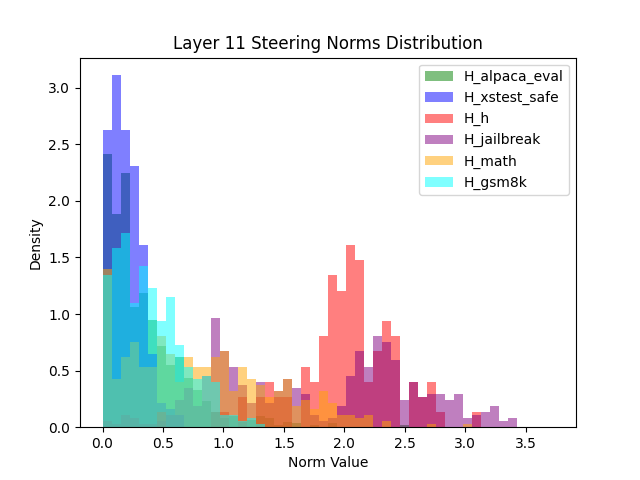 Layer 11 Steering Norms Distribution
H_alpaca_eval
H_xstest_safe
H_h
H_jailbreak
H_math
H_gsm8k
3.0
2.5
2.0
1.5
1.0
0.5
0.0
Density
0.0 0.5 1.0 1.5 2.0 2.5 3.0 3.5
Norm Value